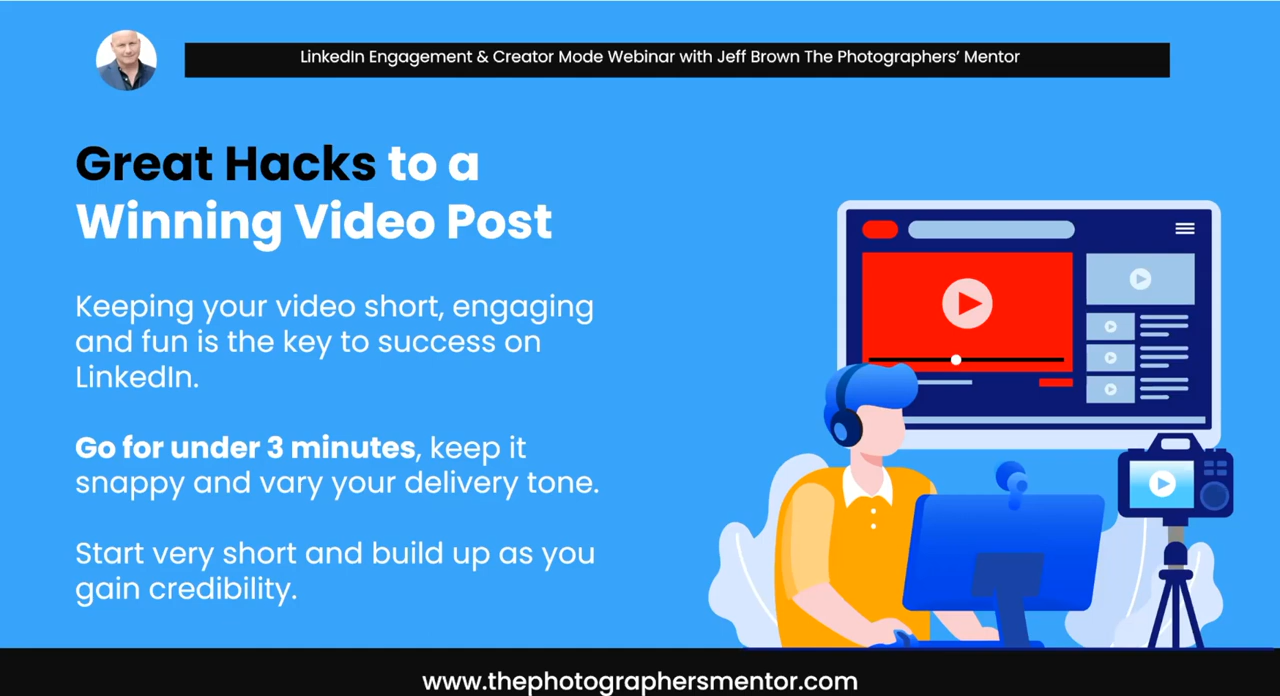 LinkedIn Engagement & Creator Mode Webinar with Jeff Brown The Photographers’ Mentor
Great Hacks to a
Winning Video Post
Keeping your video short, engaging
and fun is the key to success on
LinkedIn.
Go for under 3 minutes, keep it
snappy and vary your delivery tone.
Start very short and build up as you
gain credibility.
www.thephotographersmentor.com